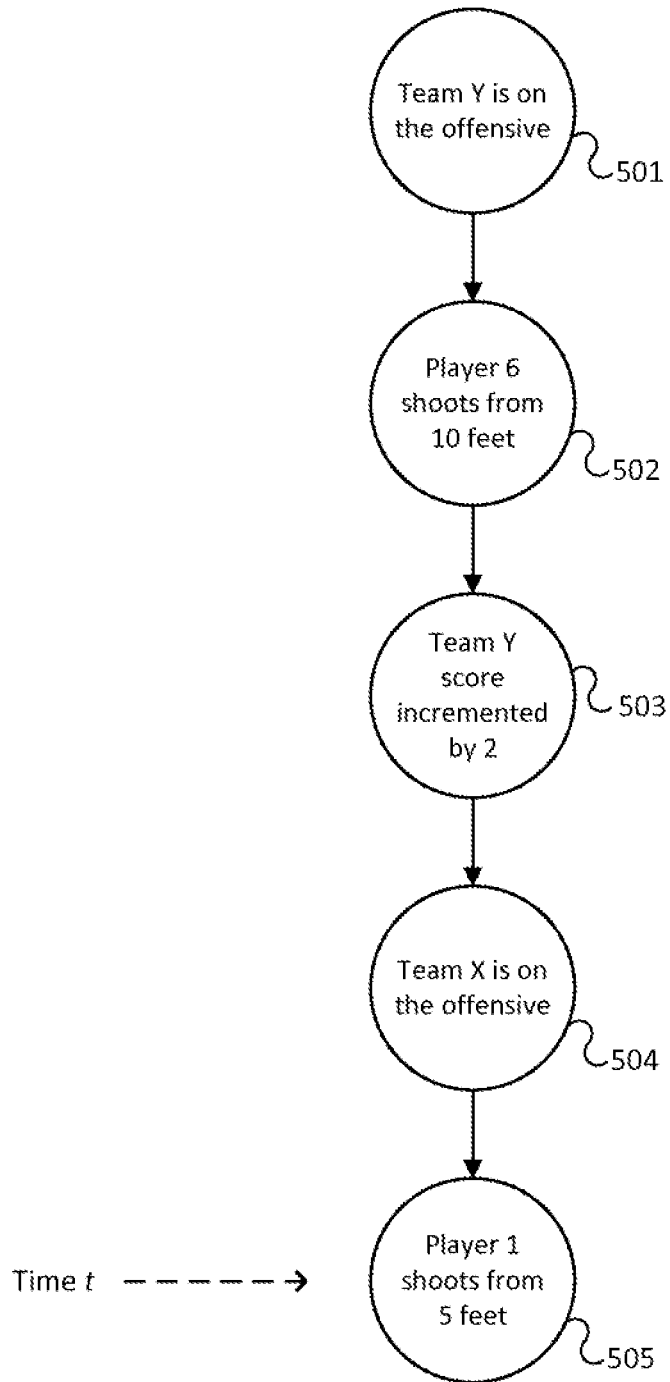 Team Y is on
the offensive
501
Player 6
shoots from
10 feet
502
Team Y
score
incremented
by 2
503
Team X is on
the offensive
504
Time t
Player 1
shoots from
5 feet
505